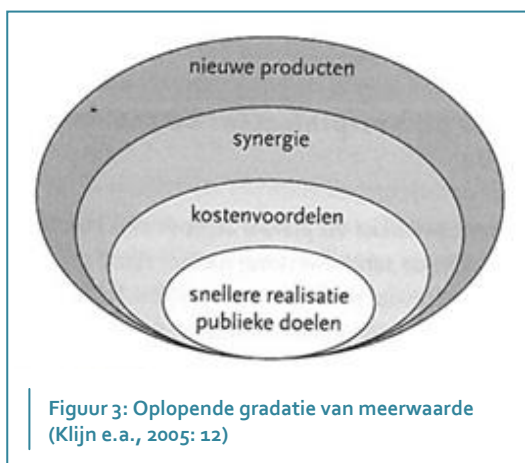 nieuwe producten
synergie
kostenvoordelen
snellere realisatie
publieke doelen
Figuur 3: Oplopende gradatie van meerwaarde
(Klijn e.a., 2005: 12)